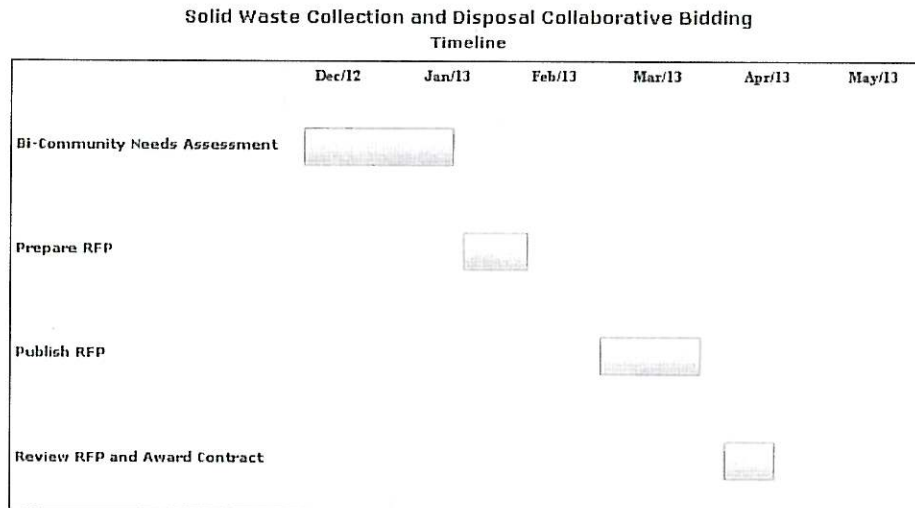 Solid Waste Collection and Disposal Collaborative Bidding
Timeline
Dec/12 Jan/13 Feb/13 Mar/13 Apr/13 May/13
Bi-Community Needs Assessment
Prepare RFP
Publish RFP
Review RFP and Award Contract